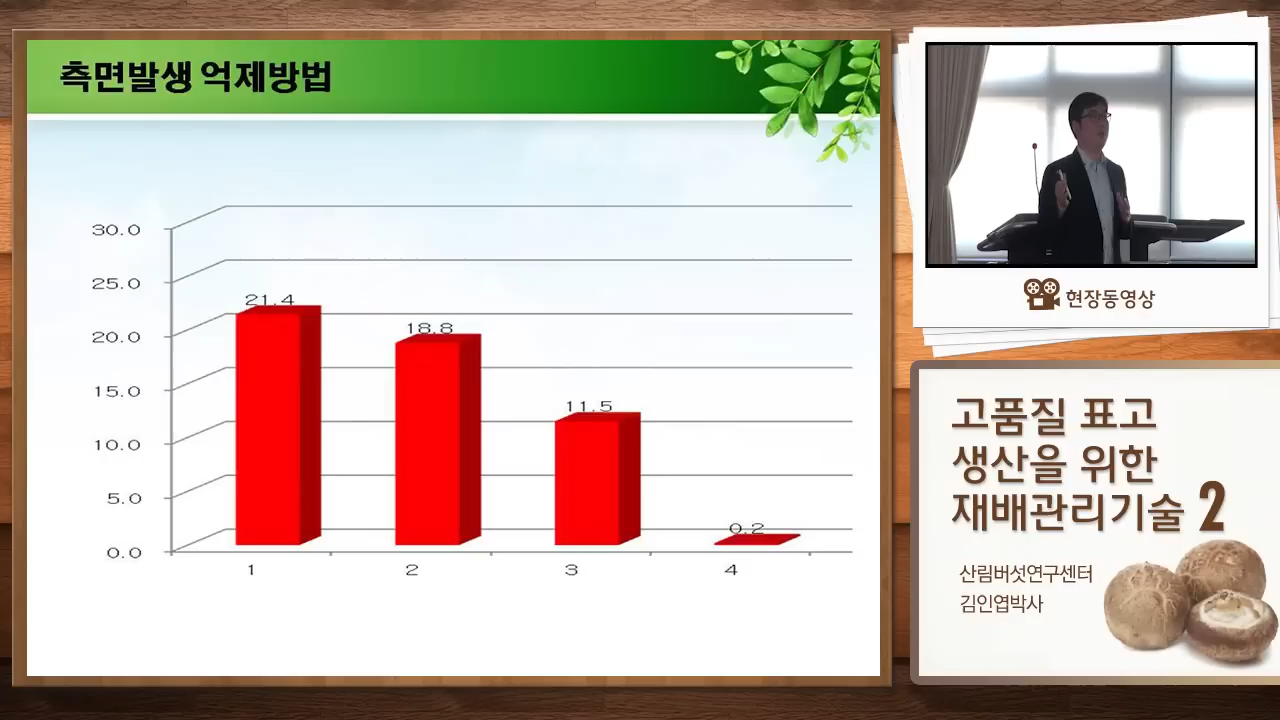 측면발생 억제방법
30.0
25.0
20.0
15.0
10.0
5.0
0.0
21.4
18.8
11.5
0.2
1
2
3
4
현장동영상
고품질 표고
생산을 위한
재배관리기술 2
산림버섯연구센터
김인엽박사